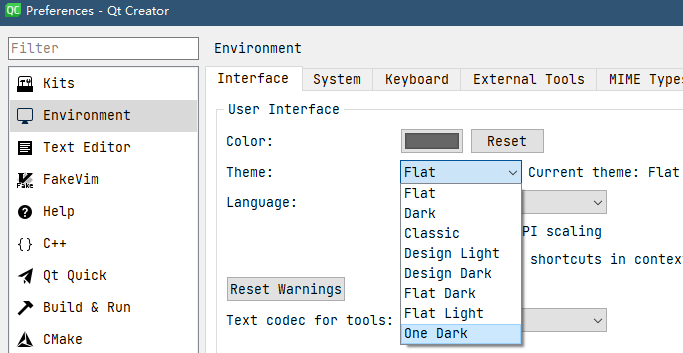 QC Preferences - Qt Creator
Filter
Environment
Kits
Environment
Text Editor
FakeVim
Fake
Help
C++
Qt Quick
Build & Run
CMake
Interface System Keyboard External Tools MIME Types
User Interface
Color: Reset
Theme: Flat Current theme: Flat
Flat
Dark
Classic
Design Light
Design Dark
Flat Dark
Flat Light
One Dark
Language:
PI scaling
shortcuts in context
Reset Warnings
Text codec for tools: